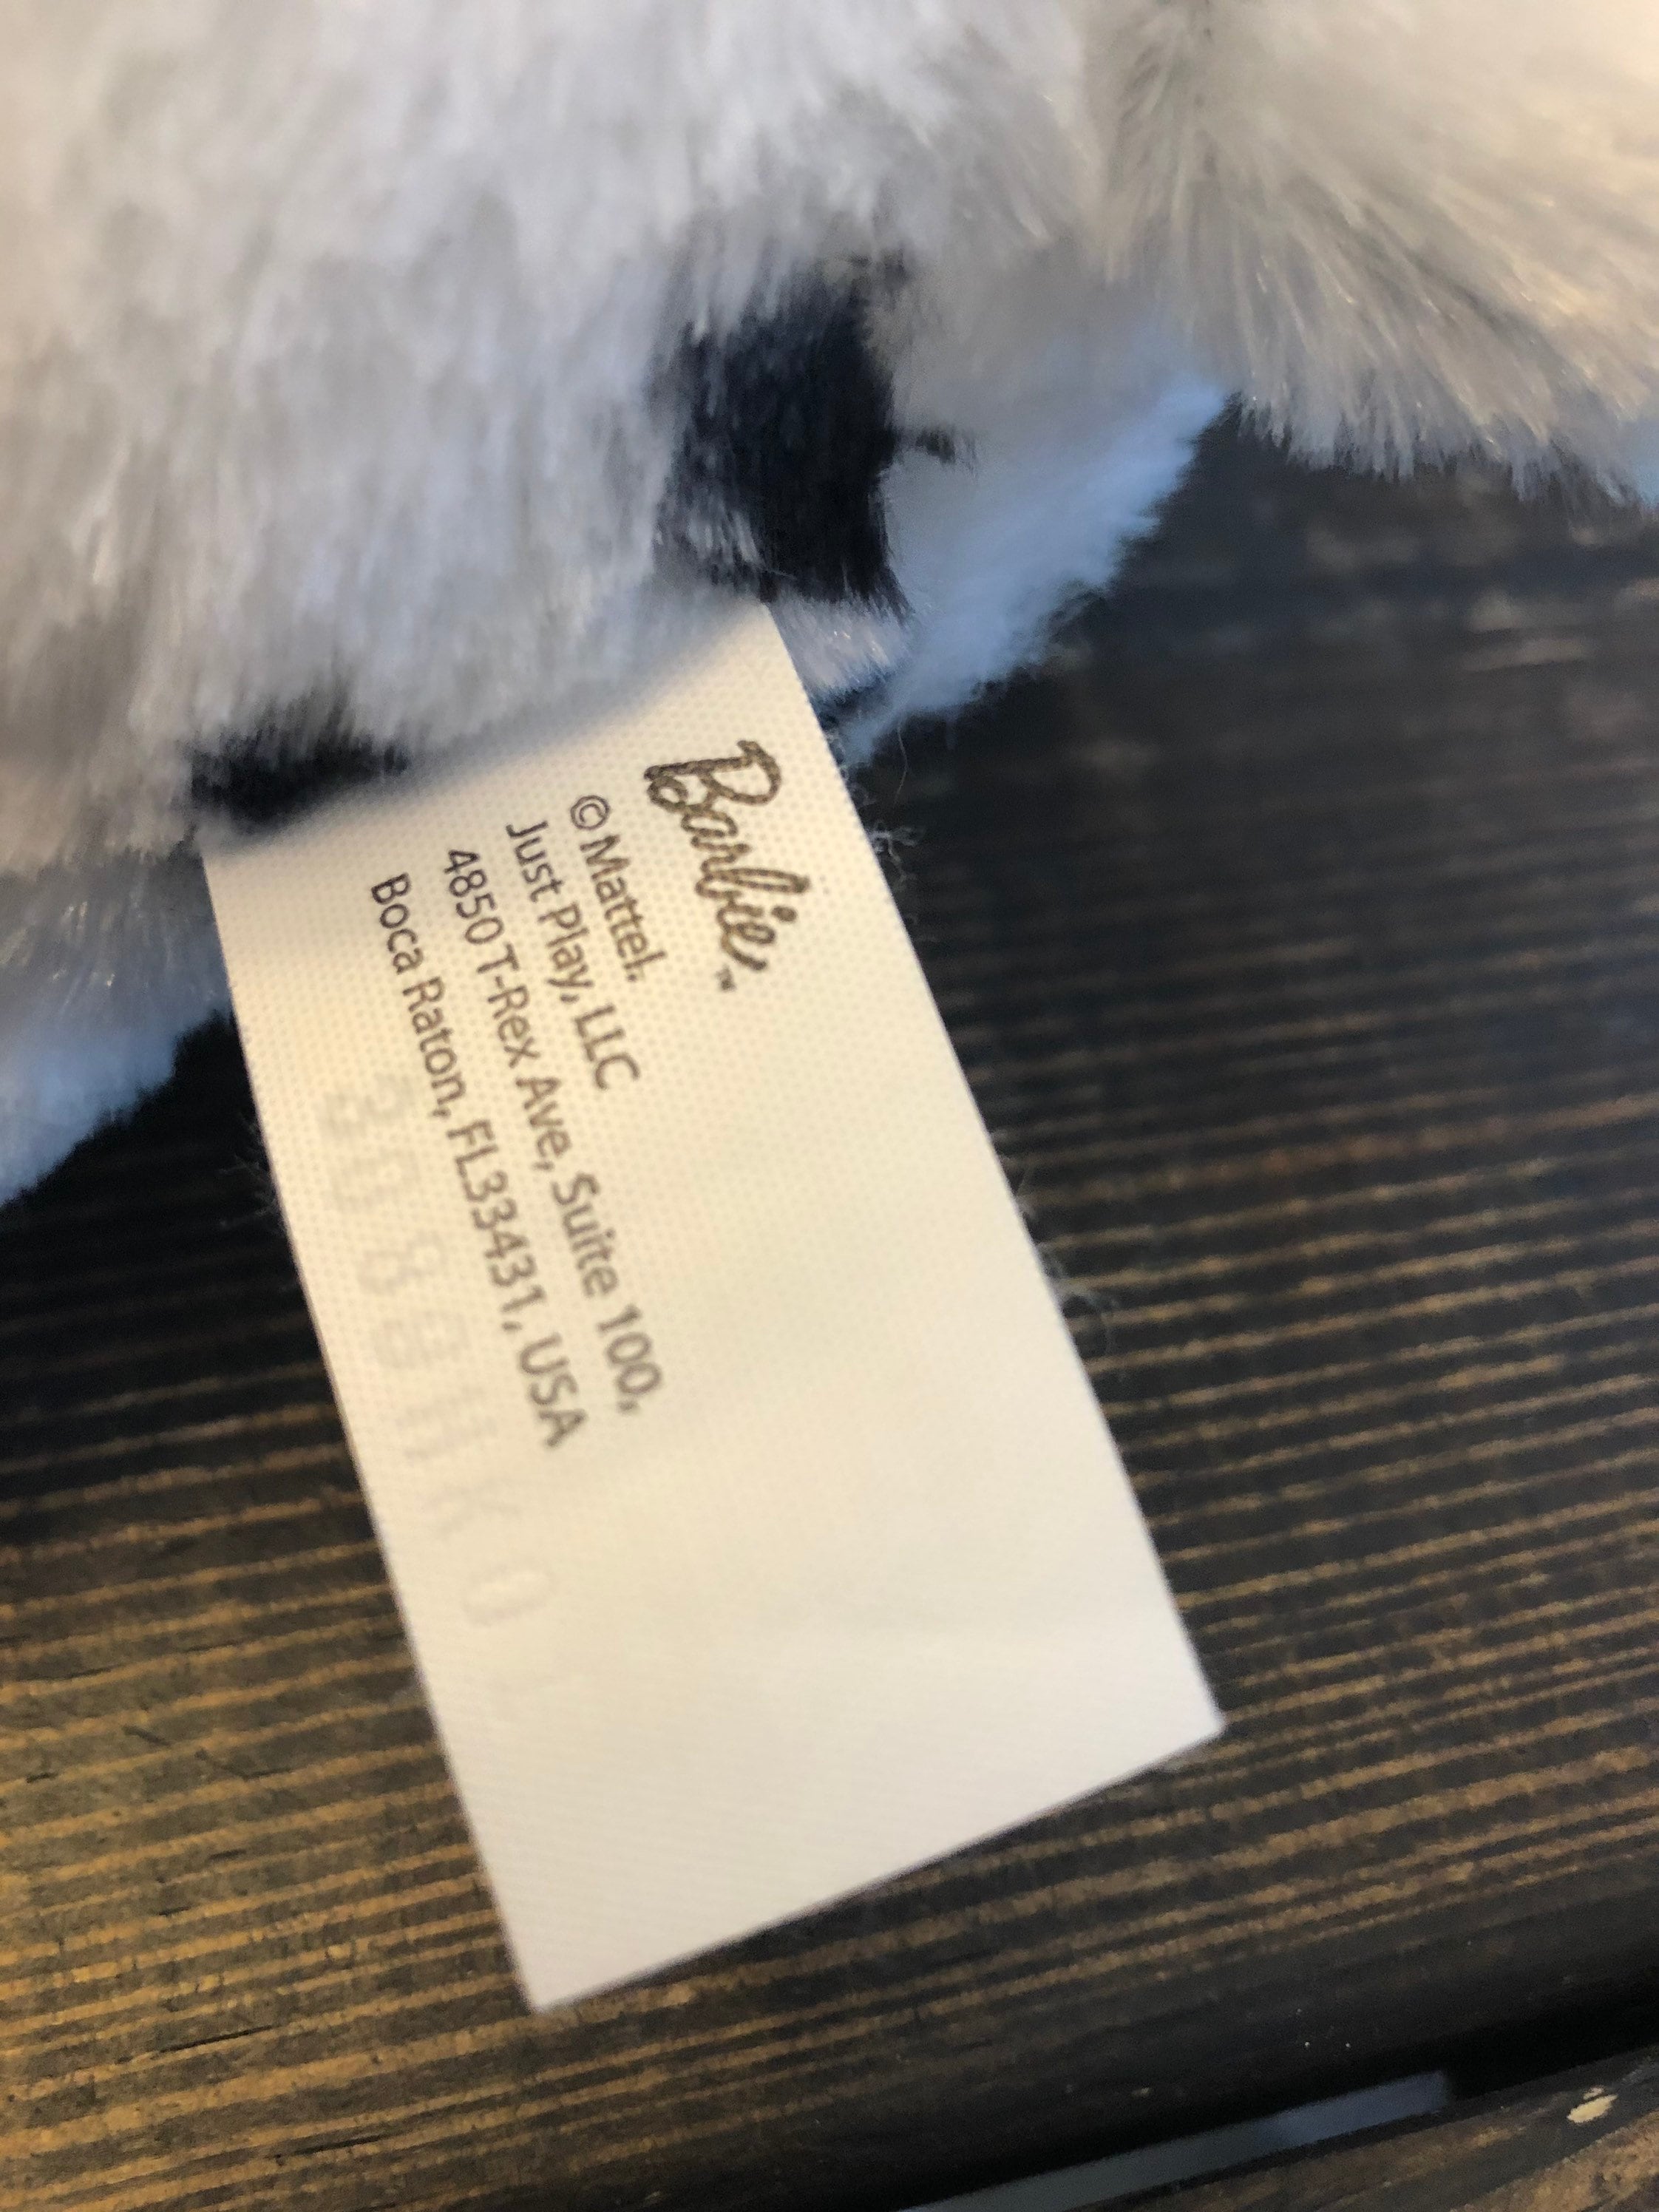 Barbie™
© Mattel.
Just Play, LLC
4850 T-Rex Ave, Suite 100,
Boca Raton, FL33431, USA